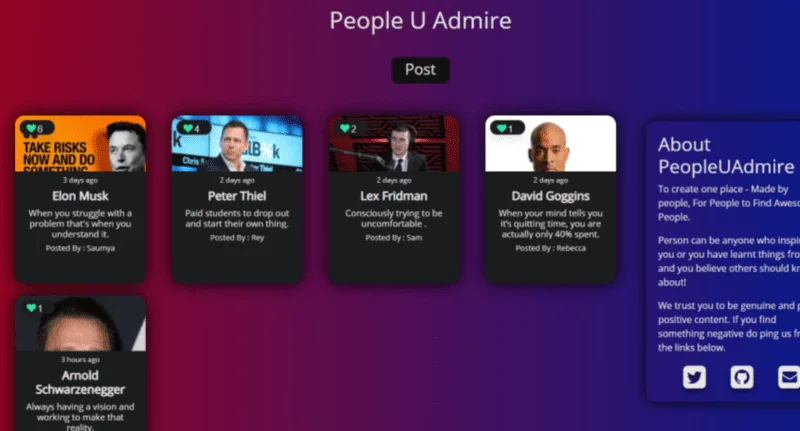 People U Admire
Post
6
TAKE RISKS
NOW AND DO
SOMETHING
3 days ago
Elon Musk
When you struggle with a
problem that's when you
understand it.
Posted By : Saumya
4
k
Chris
2 days ago
Peter Thiel
Paid students to drop out
and start their own thing.
Posted By : Rey
2
2 days ago
Lex Fridman
Consciously trying to be
uncomfortable .
Posted By : Sam
1
2 days ago
David Goggins
When your mind tells you
it's quitting time, you are
actually only 40% spent.
Posted By : Rebecca
1
3 hours ago
Arnold
Schwarzenegger
Always having a vision and
working to make that
reality.
About
PeopleUAdmire
To create one place - Made by
people, For People to Find Aweso
People.
Person can be anyone who inspi
you or you have learnt things fro
and you believe others should kn
about!
We trust you to be genuine and p
positive content. If you find
something negative do ping us fr
the links below.